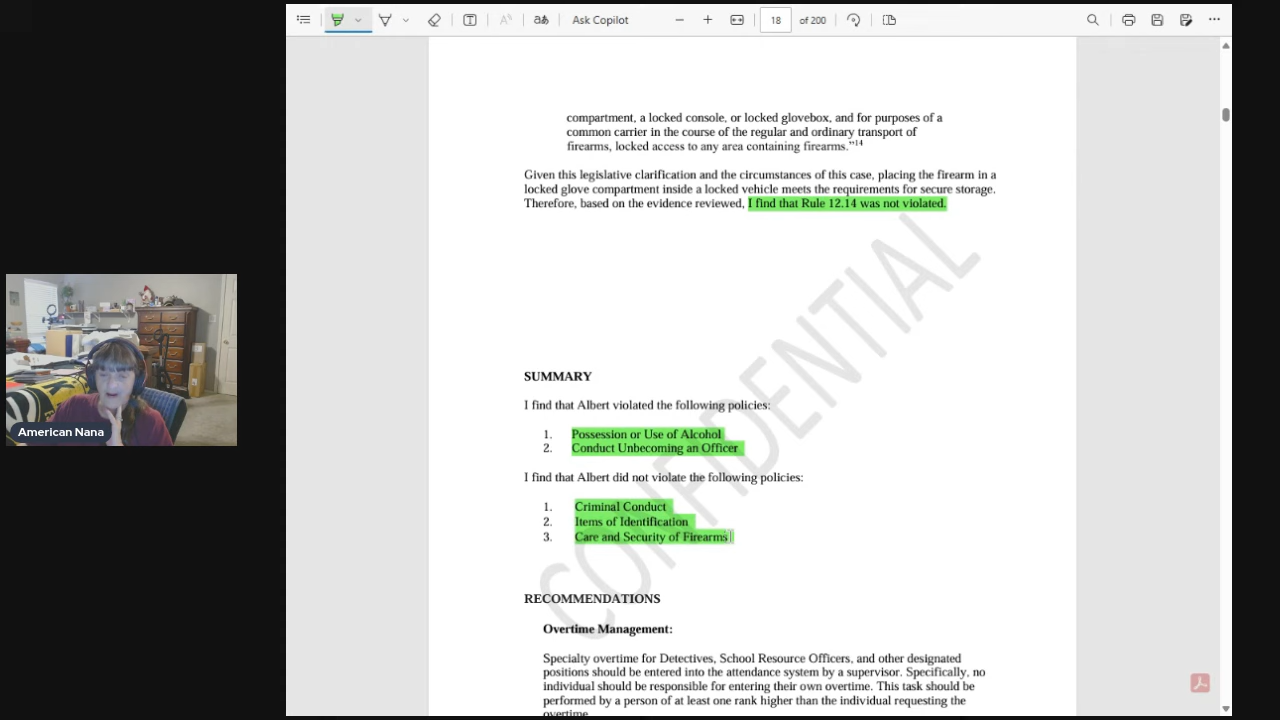 Ask Copilot
18 of 200
compartment, a locked console, or locked glovebox, and for purposes of a
common carrier in the course of the regular and ordinary transport of
firearms, locked access to any area containing firearms.”14
Given this legislative clarification and the circumstances of this case, placing the firearm in a
locked glove compartment inside a locked vehicle meets the requirements for secure storage.
Therefore, based on the evidence reviewed, I find that Rule 12.14 was not violated.
CONFIDENTIAL
SUMMARY
I find that Albert violated the following policies:
1. Possession or Use of Alcohol
2. Conduct Unbecoming an Officer
I find that Albert did not violate the following policies:
1. Criminal Conduct
2. Items of Identification
3. Care and Security of Firearms
RECOMMENDATIONS
Overtime Management:
Specialty overtime for Detectives, School Resource Officers, and other designated
positions should be entered into the attendance system by a supervisor. Specifically, no
individual should be responsible for entering their own overtime. This task should be
performed by a person of at least one rank higher than the individual requesting the
overtime.
American Nana